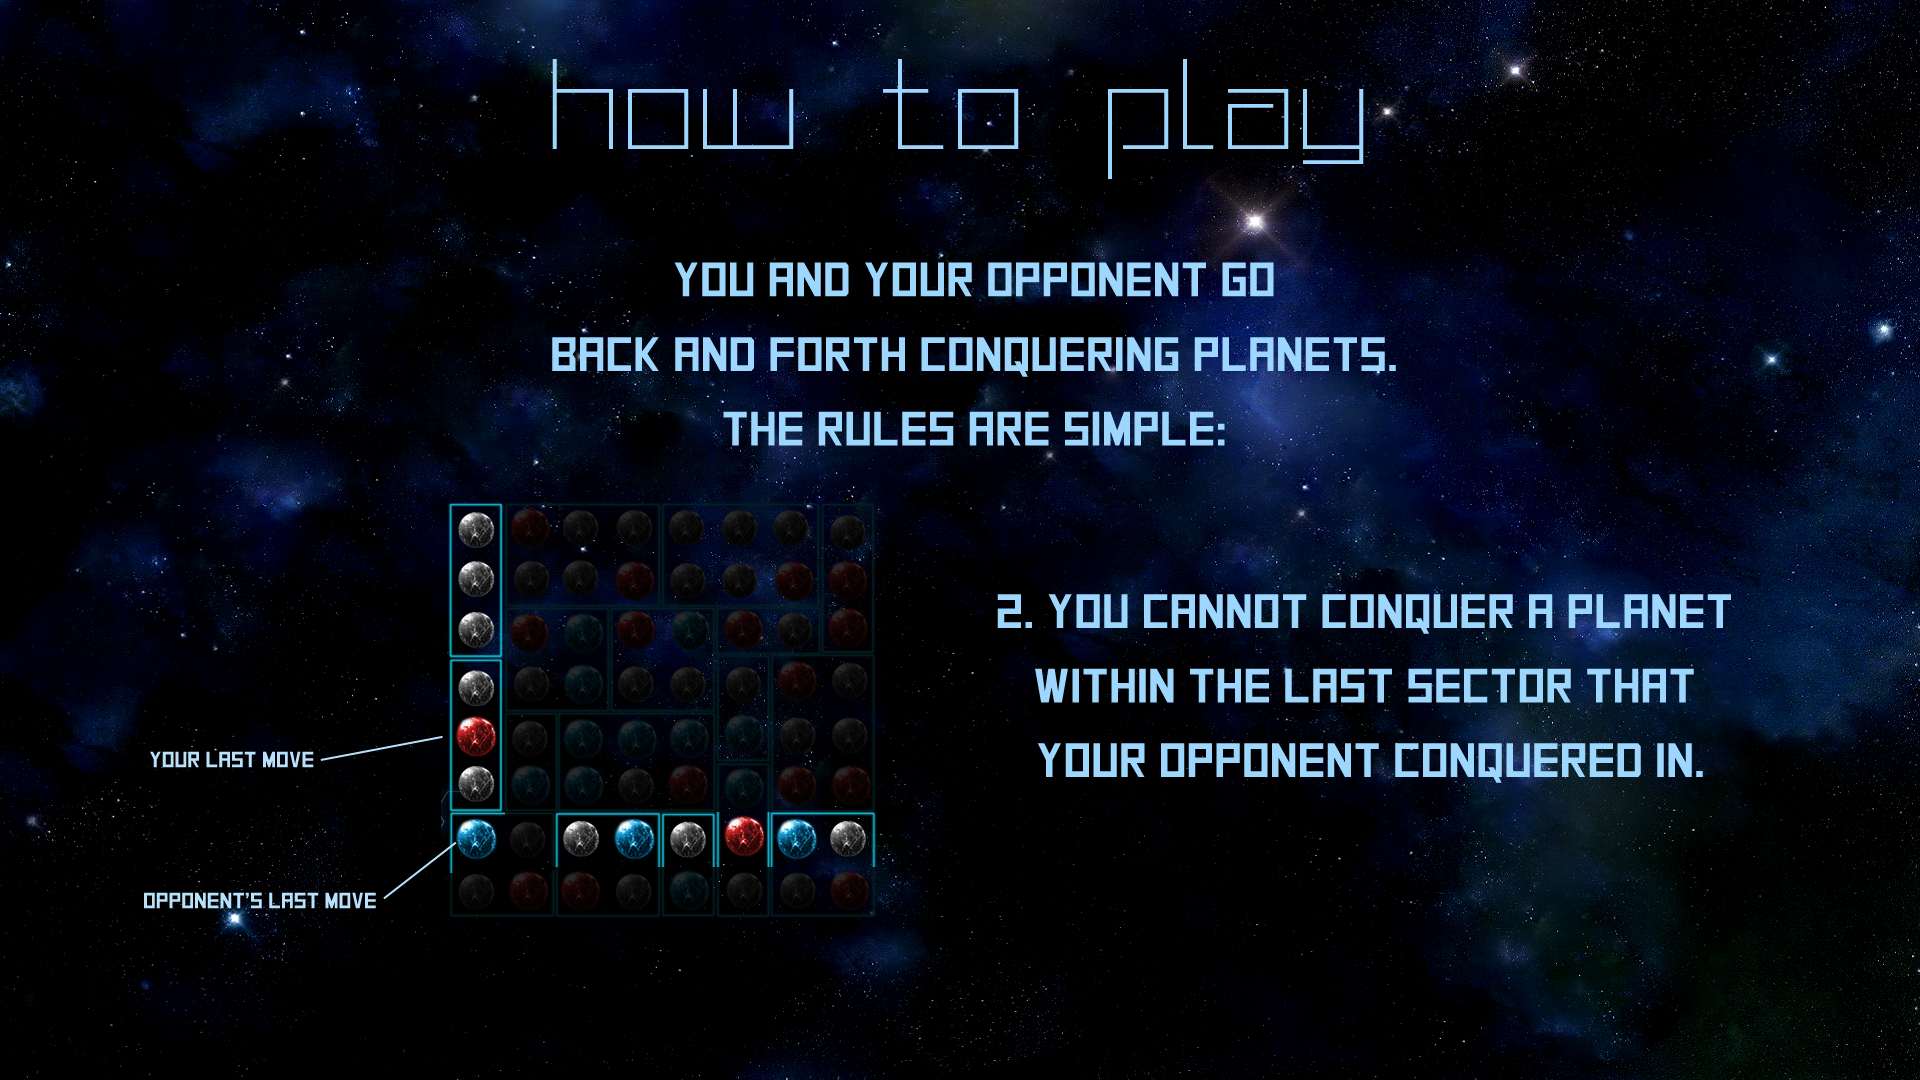 how to play
YOU AND YOUR OPPONENT GO
BACK AND FORTH CONQUERING PLANETS.
THE RULES ARE SIMPLE:
2. YOU CANNOT CONQUER A PLANET
WITHIN THE LAST SECTOR THAT
YOUR OPPONENT CONQUERED IN.
YOUR LAST MOVE
OPPONENT'S LAST MOVE